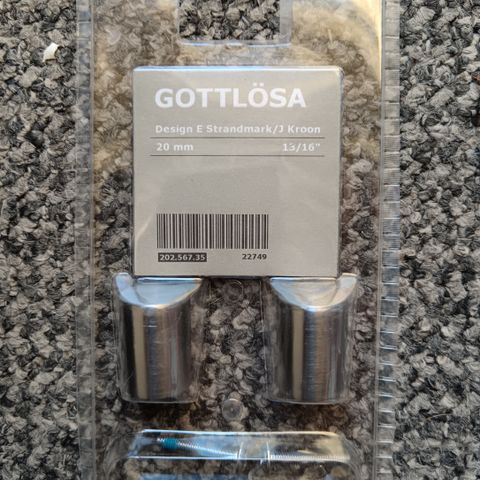 GOTTLÖSA
Design E Strandmark/J Kroon
20 mm 13/16"
202.567.35 22749